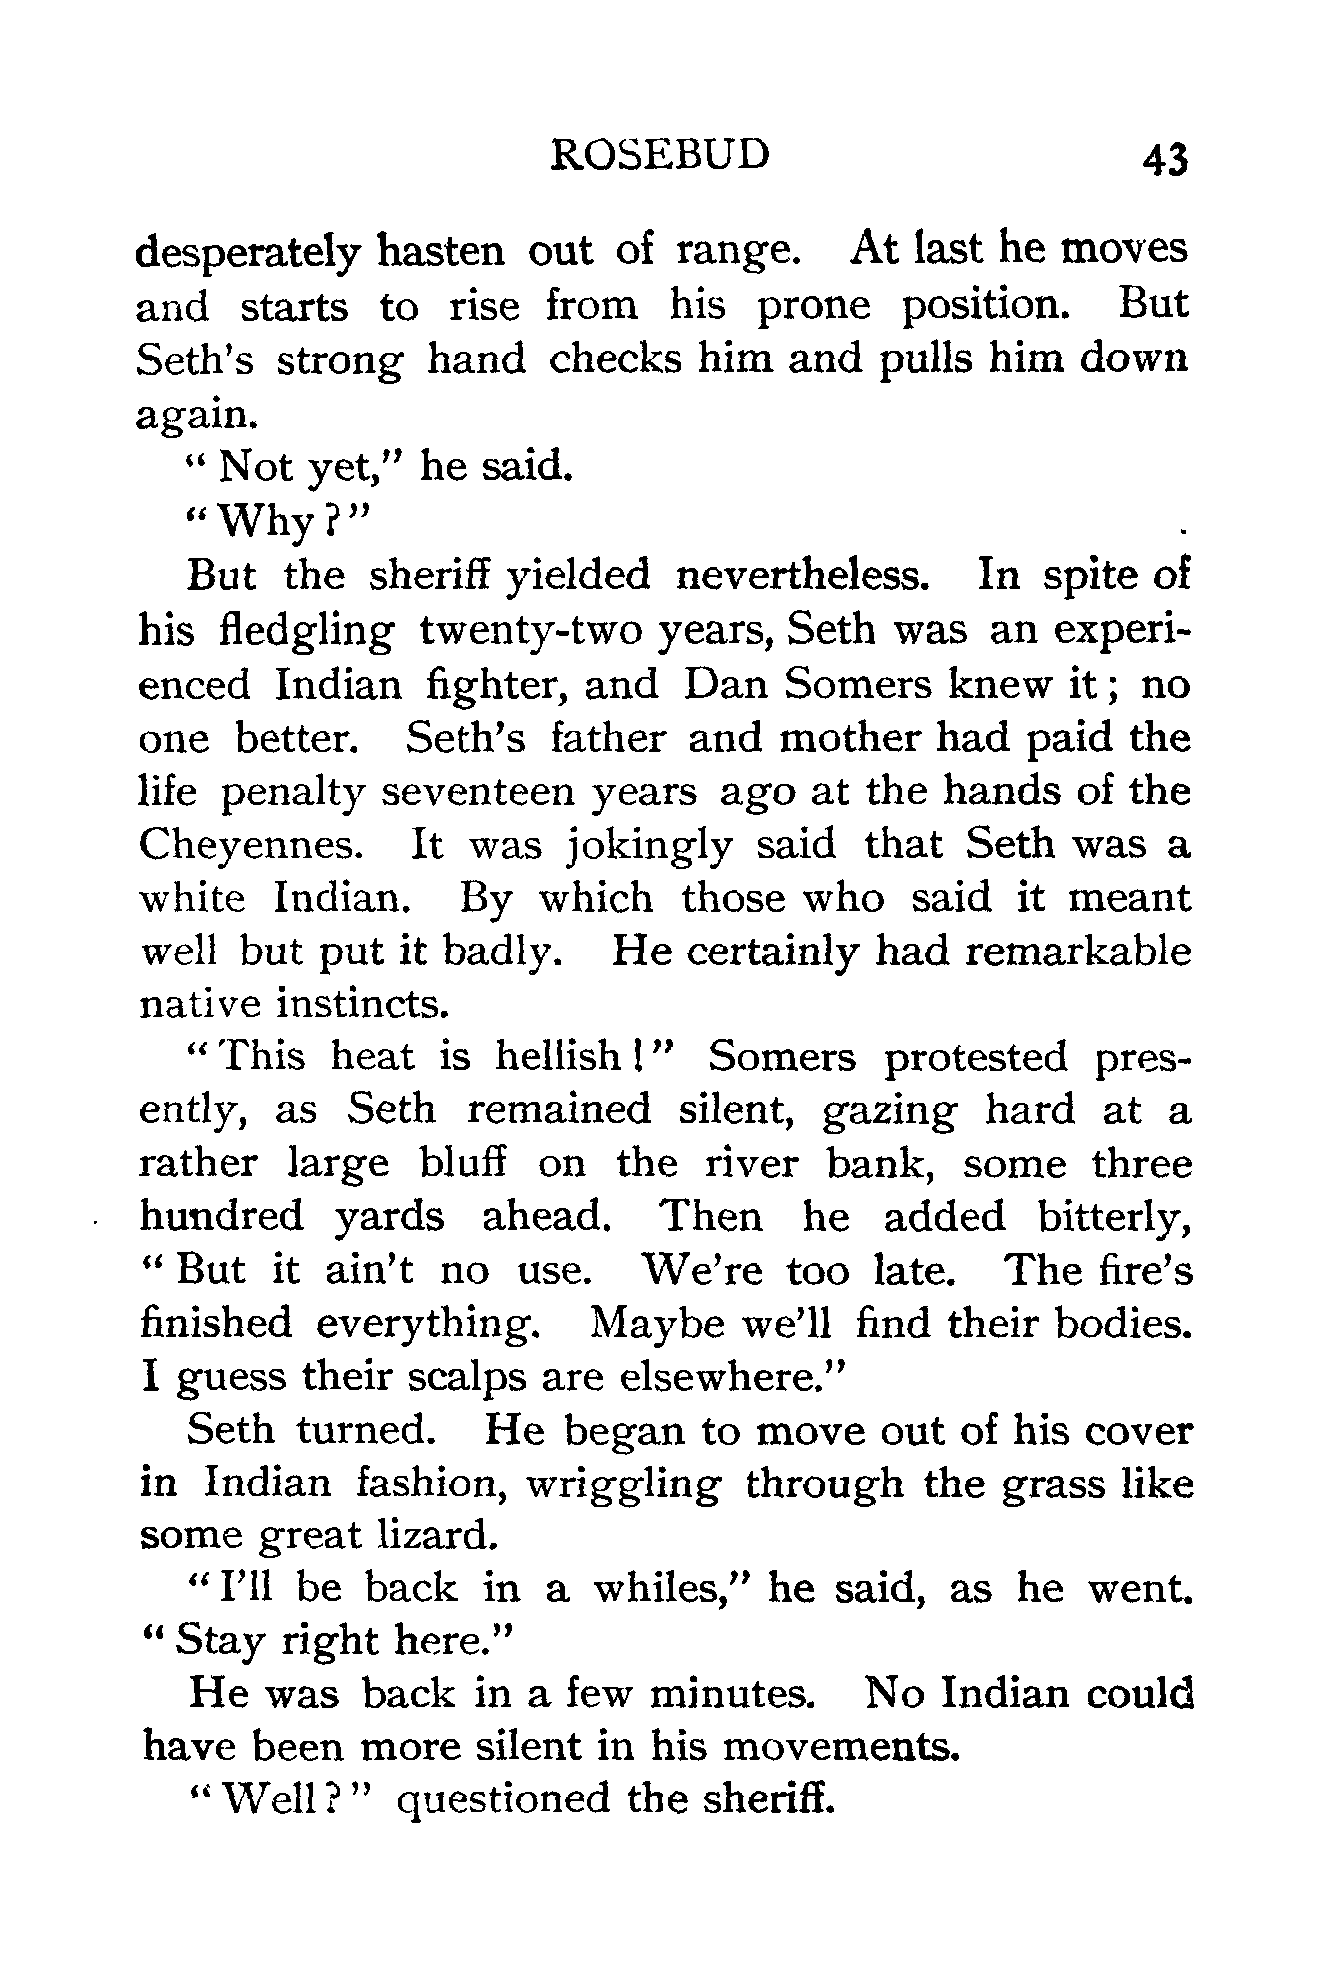 ROSEBUD 43
desperately hasten out of range. At last he moves
and starts to rise from his prone position. But
Seth's strong hand checks him and pulls him down
again.
" Not yet," he said.
" Why ? "
But the sheriff yielded nevertheless. In spite of
his fledgling twenty-two years, Seth was an experi-
enced Indian fighter, and Dan Somers knew it ; no
one better. Seth's father and mother had paid the
life penalty seventeen years ago at the hands of the
Cheyennes. It was jokingly said that Seth was a
white Indian. By which those who said it meant
well but put it badly. He certainly had remarkable
native instincts.
" This heat is hellish ! " Somers protested pres-
ently, as Seth remained silent, gazing hard at a
rather large bluff on the river bank, some three
hundred yards ahead. Then he added bitterly,
" But it ain't no use. We're too late. The fire's
finished everything. Maybe we'll find their bodies.
I guess their scalps are elsewhere."
Seth turned. He began to move out of his cover
in Indian fashion, wriggling through the grass like
some great lizard.
" I'll be back in a whiles," he said, as he went.
" Stay right here."
He was back in a few minutes. No Indian could
have been more silent in his movements.
" Well ? " questioned the sheriff.